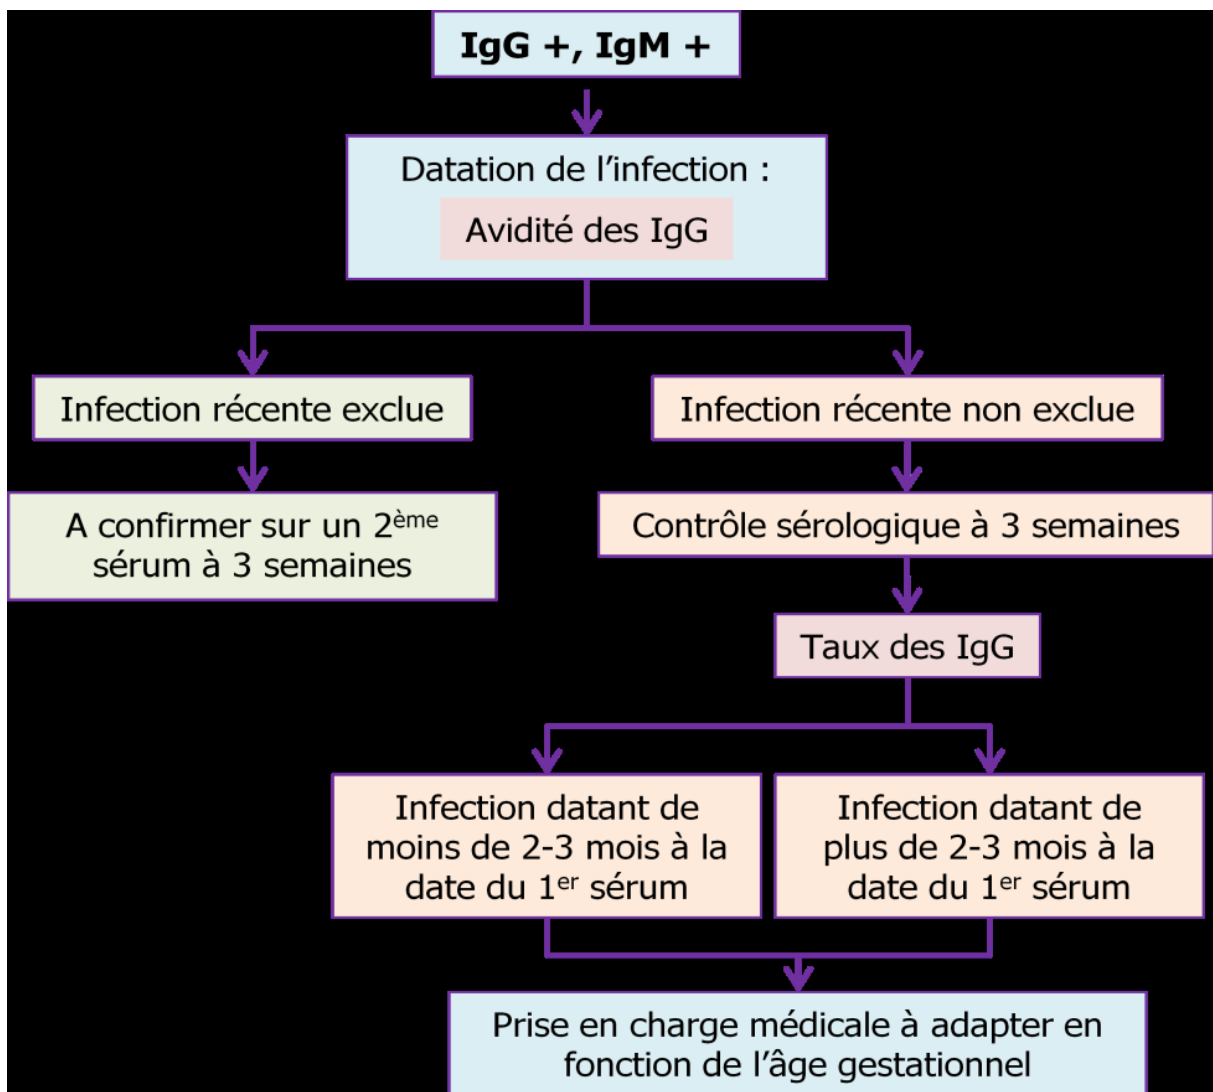 IgG +, IgM +
Datation de l'infection :
Avidité des IgG
Infection récente exclue
Infection récente non exclue
A confirmer sur un 2ème
sérum à 3 semaines
Contrôle sérologique à 3 semaines
Taux des IgG
Infection datant de
moins de 2-3 mois à la
date du 1er sérum
Infection datant de
plus de 2-3 mois à la
date du 1er sérum
Prise en charge médicale à adapter en
fonction de l'âge gestationnel